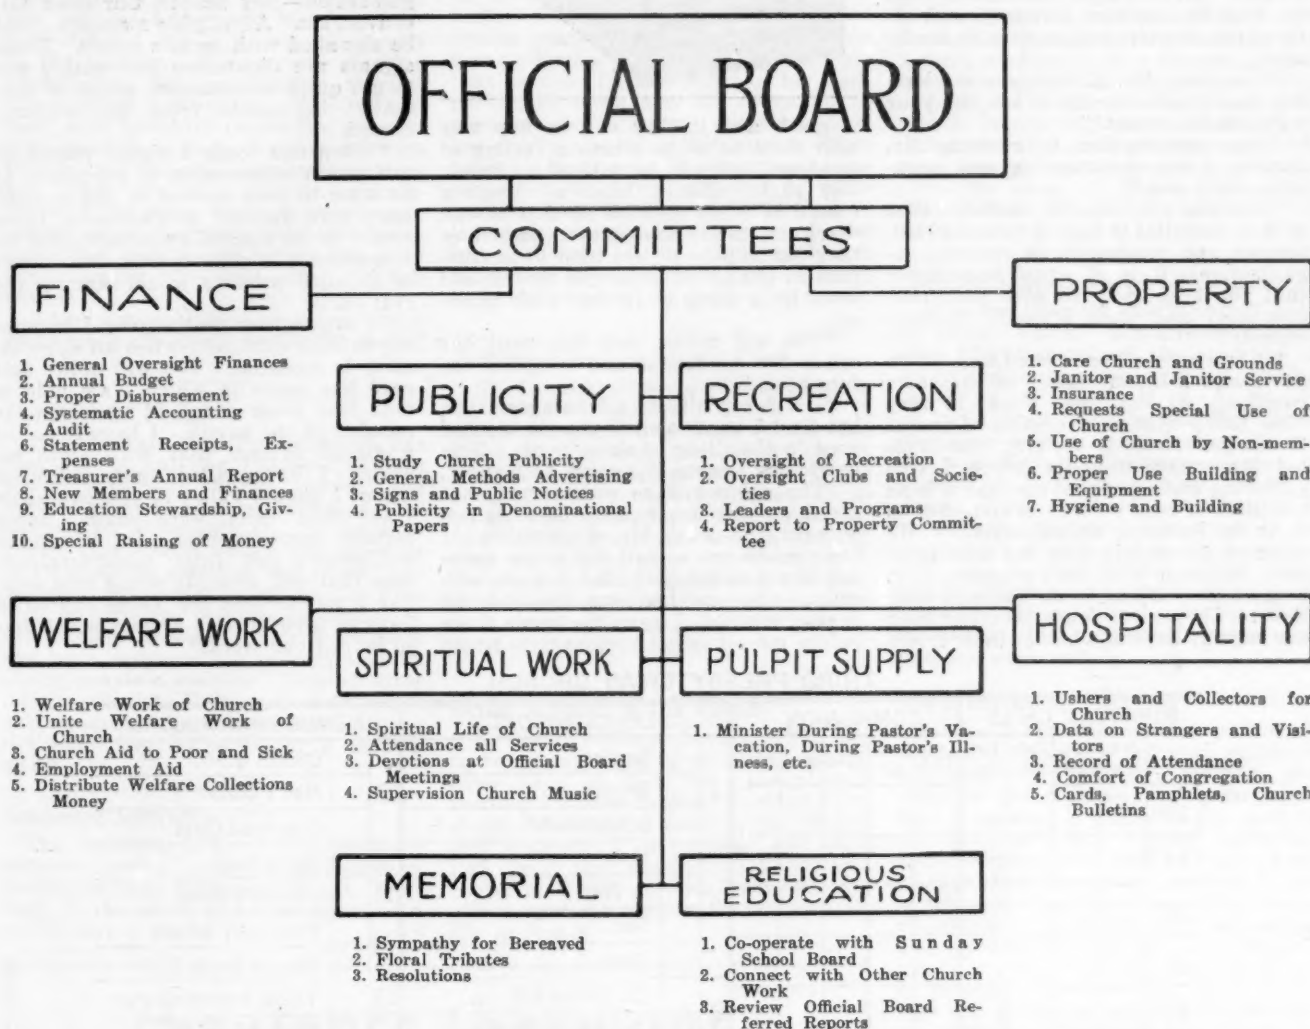 OFFICIAL BOARD
COMMITTEES
FINANCE
1. General Oversight Finances
2. Annual Budget
3. Proper Disbursement
4. Systematic Accounting
5. Audit
6. Statement Receipts, Ex-
penses
7. Treasurer's Annual Report
8. New Members and Finances
9. Education Stewardship, Giv-
ing
10. Special Raising of Money
PUBLICITY
1. Study Church Publicity
2. General Methods Advertising
3. Signs and Public Notices
4. Publicity in Denominational
Papers
RECREATION
1. Oversight of Recreation
2. Oversight Clubs and Socie-
ties
3. Leaders and Programs
4. Report to Property Commit-
tee
PROPERTY
1. Care Church and Grounds
2. Janitor and Janitor Service
3. Insurance
4. Requests Special Use of
Church
5. Use of Church by Non-mem-
bers
6. Proper Use Building and
Equipment
7. Hygiene and Building
WELFARE WORK
1. Welfare Work of Church
2. Unite Welfare Work of
Church
3. Church Aid to Poor and Sick
4. Employment Aid
5. Distribute Welfare Collections
Money
SPIRITUAL WORK
1. Spiritual Life of Church
2. Attendance all Services
3. Devotions at Official Board
Meetings
4. Supervision Church Music
PULPIT SUPPLY
1. Minister During Pastor's Va-
cation, During Pastor's Ill-
ness, etc.
HOSPITALITY
1. Ushers and Collectors for
Church
2. Data on Strangers and Visi-
tors
3. Record of Attendance
4. Comfort of Congregation
5. Cards, Pamphlets, Church
Bulletins
MEMORIAL
1. Sympathy for Bereaved
2. Floral Tributes
3. Resolutions
RELIGIOUS
EDUCATION
1. Co-operate with Sunday
School Board
2. Connect with Other Church
Work
3. Review Official Board Re-
ferred Reports